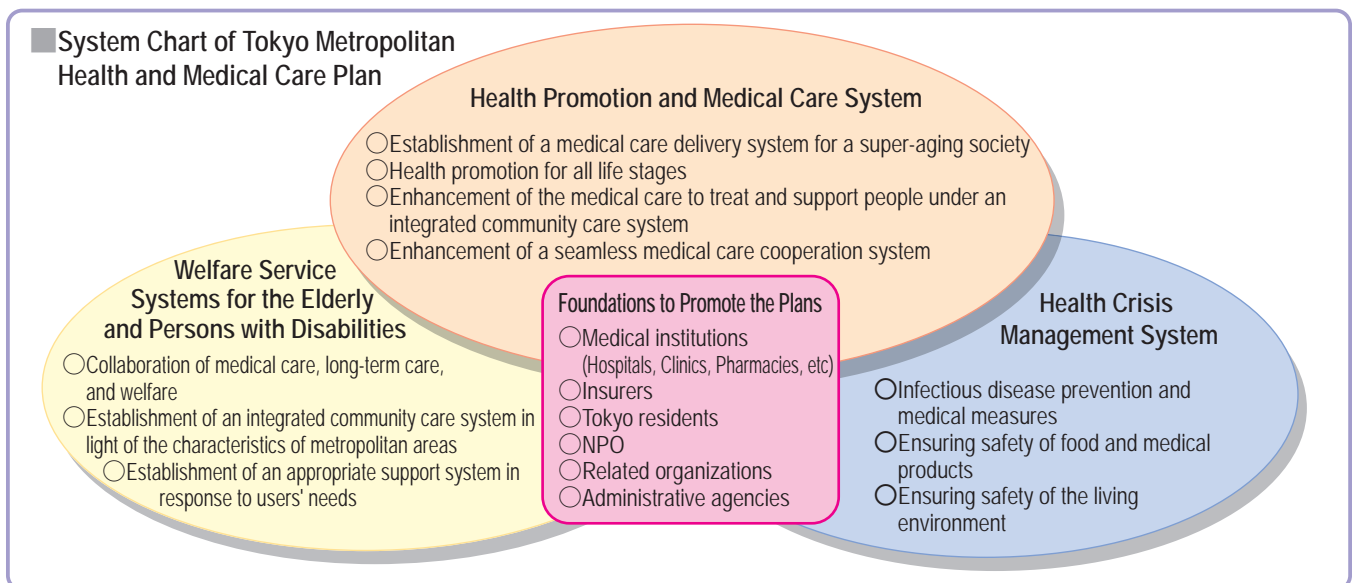 System Chart of Tokyo Metropolitan
Health and Medical Care Plan
Health Promotion and Medical Care System
○Establishment of a medical care delivery system for a super-aging society
○Health promotion for all life stages
○Enhancement of the medical care to treat and support people under an
integrated community care system
○Enhancement of a seamless medical care cooperation system
Welfare Service
Systems for the Elderly
and Persons with Disabilities
○Collaboration of medical care, long-term care,
and welfare
○Establishment of an integrated community care system in
light of the characteristics of metropolitan areas
○Establishment of an appropriate support system in
response to users' needs
Foundations to Promote the Plans
○Medical institutions
(Hospitals, Clinics, Pharmacies, etc)
○Insurers
○Tokyo residents
○NPO
○Related organizations
○Administrative agencies
Health Crisis
Management System
○Infectious disease prevention and
medical measures
○Ensuring safety of food and medical
products
○Ensuring safety of the living
environment